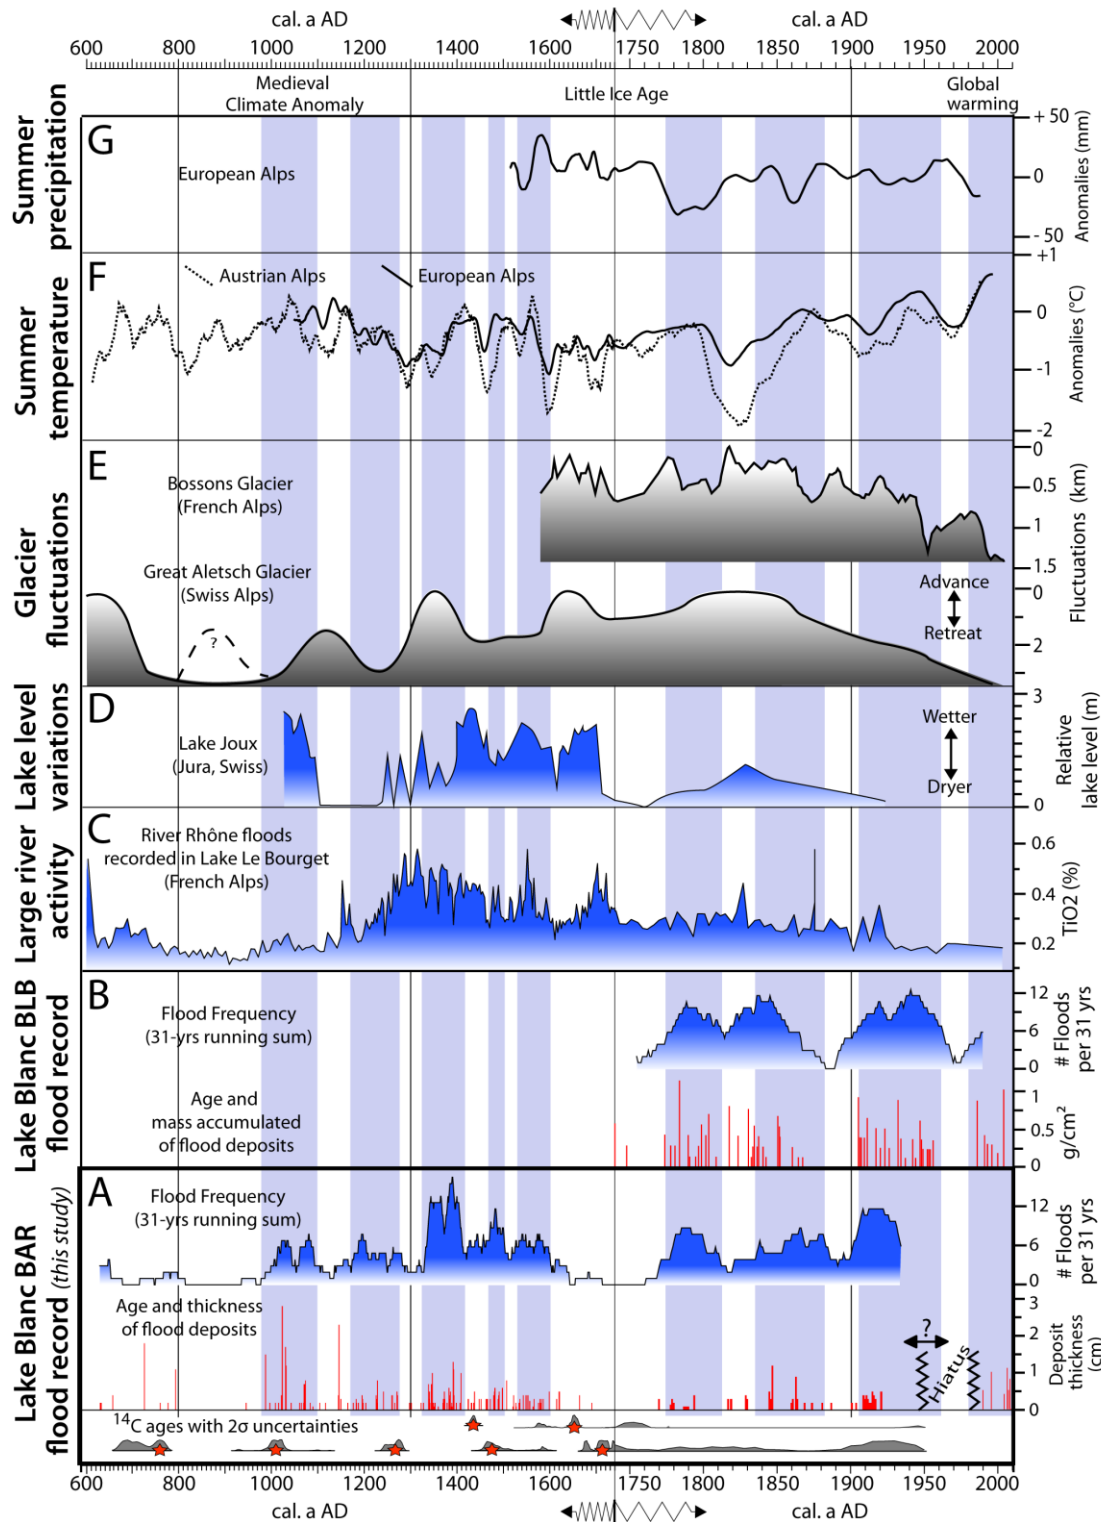 cal. a AD cal. a AD
600 800 1000 1200 1400 1600 1750 1800 1850 1900 1950 2000
Medieval
Climate Anomaly
Little Ice Age
Global
warming
Summer
precipitation
G
European Alps
+ 50
0
- 50
Anomalies (mm)
Summer
temperature
F
Austrian Alps
European Alps
+1
0
-1
-2
Anomalies (°C)
Glacier
fluctuations
E
Bossons Glacier
(French Alps)
0
0.5
1
1.5
Great Aletsch Glacier
(Swiss Alps)
?
Advance
Retreat
0
2
Fluctuations (km)
Lake level
variations
D
Lake Joux
(Jura, Swiss)
Wetter
Dryer
3
0
Relative
lake level (m)
Large river
activity
C
River Rhône floods
recorded in Lake Le Bourget
(French Alps)
0.6
0.4
0.2
TiO2 (%)
Lake Blanc BLB
flood record
B
Flood Frequency
(31-yrs running sum)
12
6
0
# Floods
per 31 yrs
Age and
mass accumulated
of flood deposits
1
0.5
0
g/cm²
Lake Blanc BAR
flood record (this study)
A
Flood Frequency
(31-yrs running sum)
12
6
0
# Floods
per 31 yrs
Age and thickness
of flood deposits
?
Hiatus
3
2
1
0
Deposit
thickness
(cm)
¹⁴C ages with 2σ uncertainties
600 800 1000 1200 1400 1600 1750 1800 1850 1900 1950 2000
cal. a AD cal. a AD